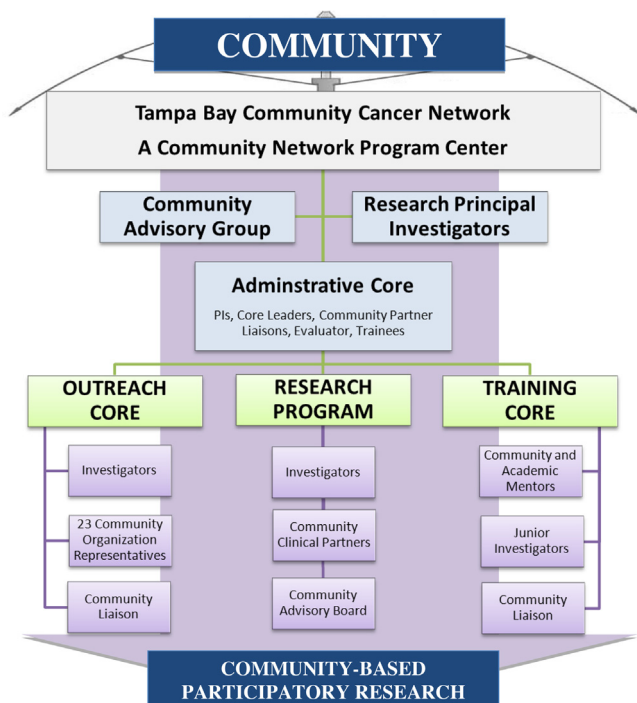 COMMUNITY
Tampa Bay Community Cancer Network
A Community Network Program Center
Community
Advisory Group
Research Principal
Investigators
Adminstrative Core
PIs, Core Leaders, Community Partner
Liaisons, Evaluator, Trainees
OUTREACH
CORE
RESEARCH
PROGRAM
TRAINING
CORE
Investigators
23 Community
Organization
Representatives
Community
Liaison
Investigators
Community
Clinical Partners
Community
Advisory Board
Community and
Academic
Mentors
Junior
Investigators
Community
Liaison
COMMUNITY-BASED
PARTICIPATORY RESEARCH